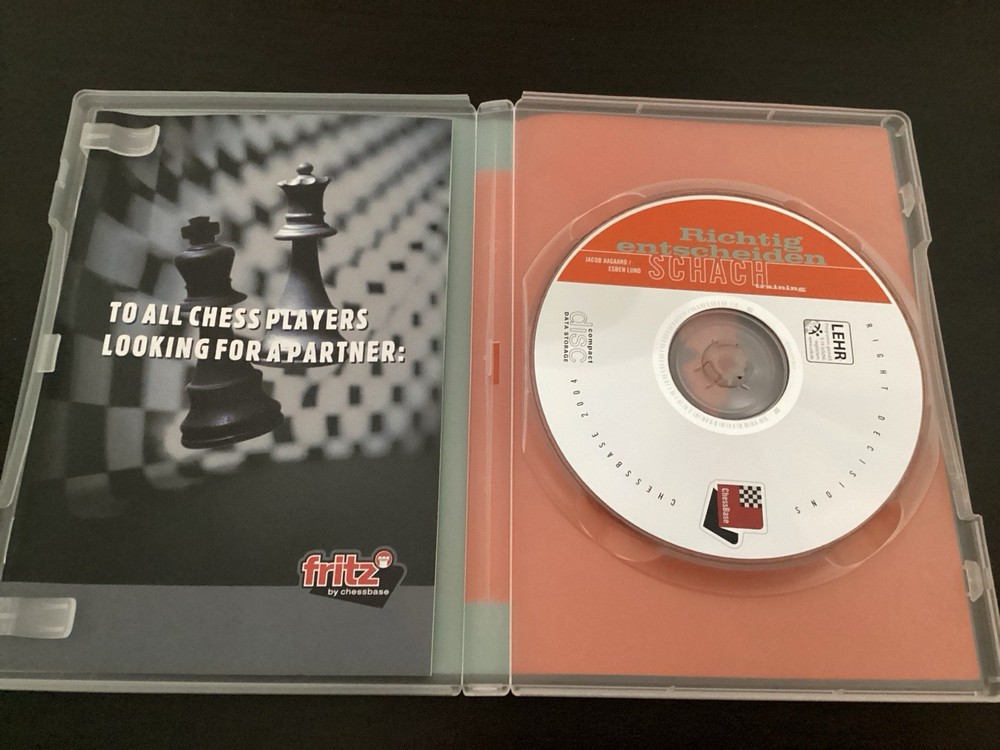 TO ALL CHESS PLAYERS
LOOKING FOR A PARTNER:
fritz
by chessbase
Richtig
entscheiden
JACOB AAGAARD /
ESBEN LUND
SCHACH
training
compact
disc
DATA STORAGE
LEHR
RIGHT DECISIONS
CHESSBASE 2004
ChessBase